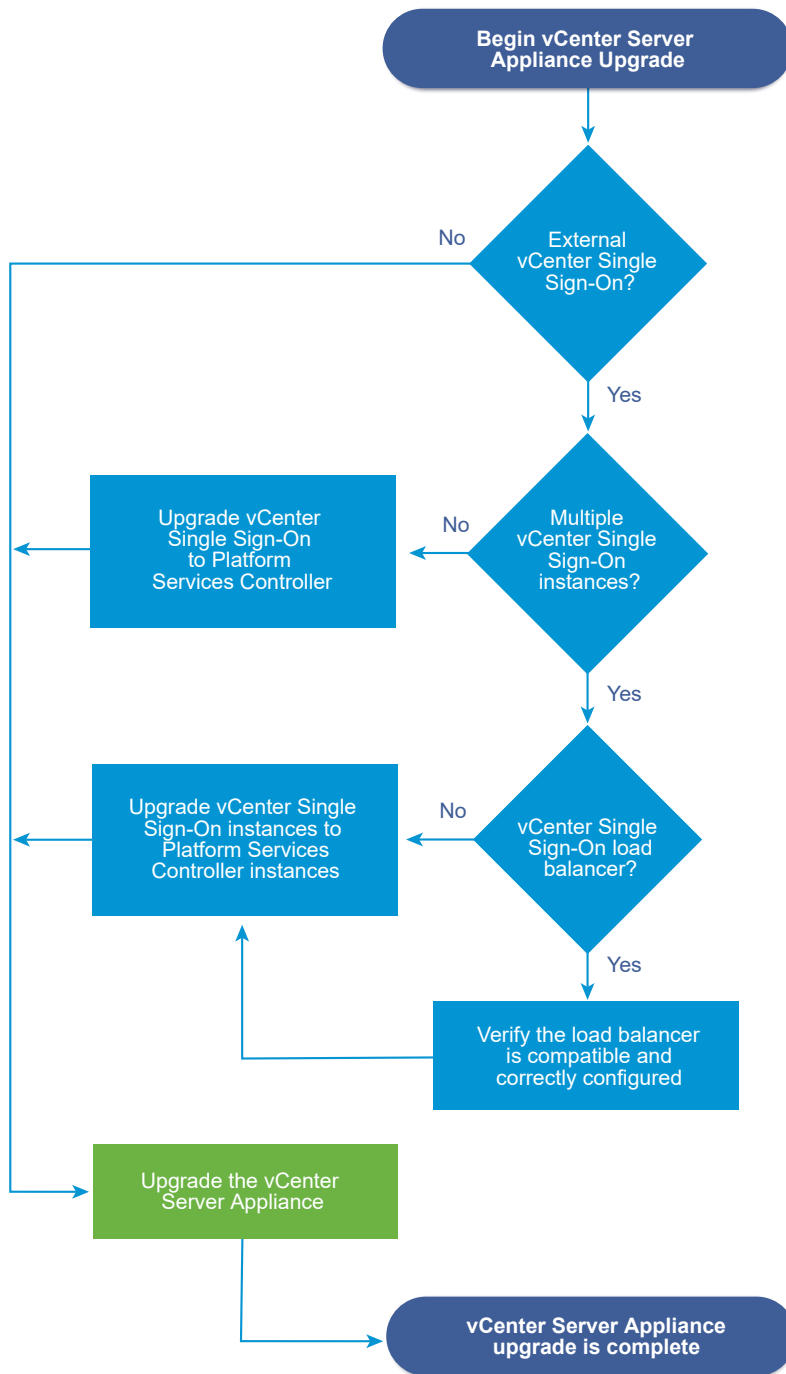 Begin vCenter Server
Appliance Upgrade
No
External
vCenter Single
Sign-On?
Yes
Upgrade vCenter
Single Sign-On
to Platform
Services Controller
No
Multiple
vCenter Single
Sign-On
instances?
Yes
Upgrade vCenter Single
Sign-On instances to
Platform Services
Controller instances
No
vCenter Single
Sign-On load
balancer?
Yes
Verify the load balancer
is compatible and
correctly configured
Upgrade the vCenter
Server Appliance
vCenter Server Appliance
upgrade is complete